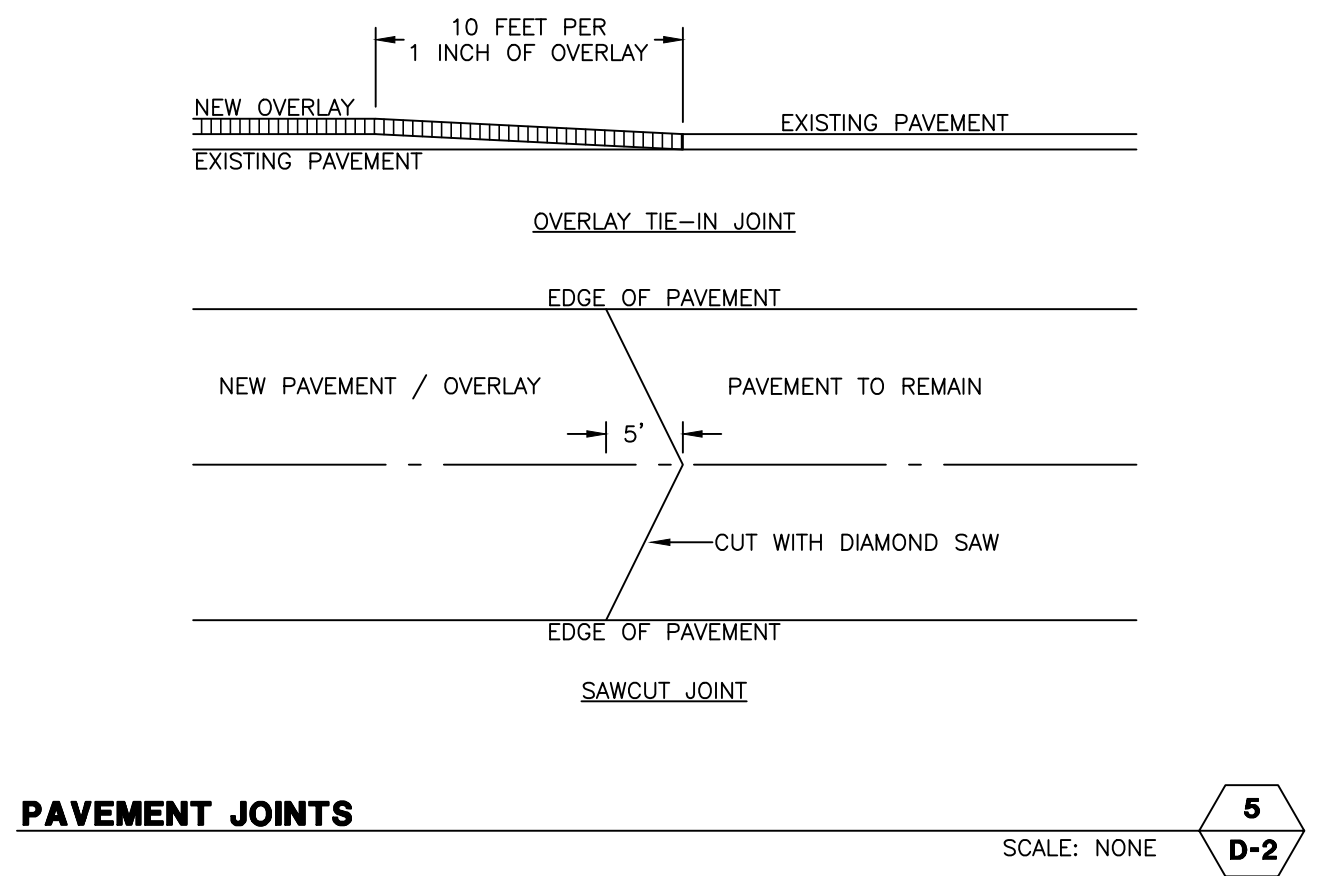 10 FEET PER
1 INCH OF OVERLAY
NEW OVERLAY
EXISTING PAVEMENT
EXISTING PAVEMENT
OVERLAY TIE–IN JOINT
EDGE OF PAVEMENT
NEW PAVEMENT / OVERLAY
PAVEMENT TO REMAIN
5'
CUT WITH DIAMOND SAW
EDGE OF PAVEMENT
SAWCUT JOINT
PAVEMENT JOINTS
5
SCALE: NONE
D-2